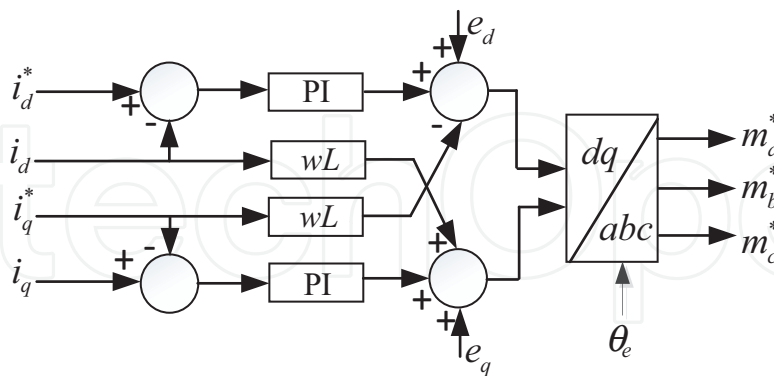 e_d
+
+
i_d^*
+
PI
-
-
i_d
wL
dq
m_a^*
i_q^*
wL
m_b^*
-
+
abc
+
m_c^*
i_q
PI
+
+
e_q
θ_e